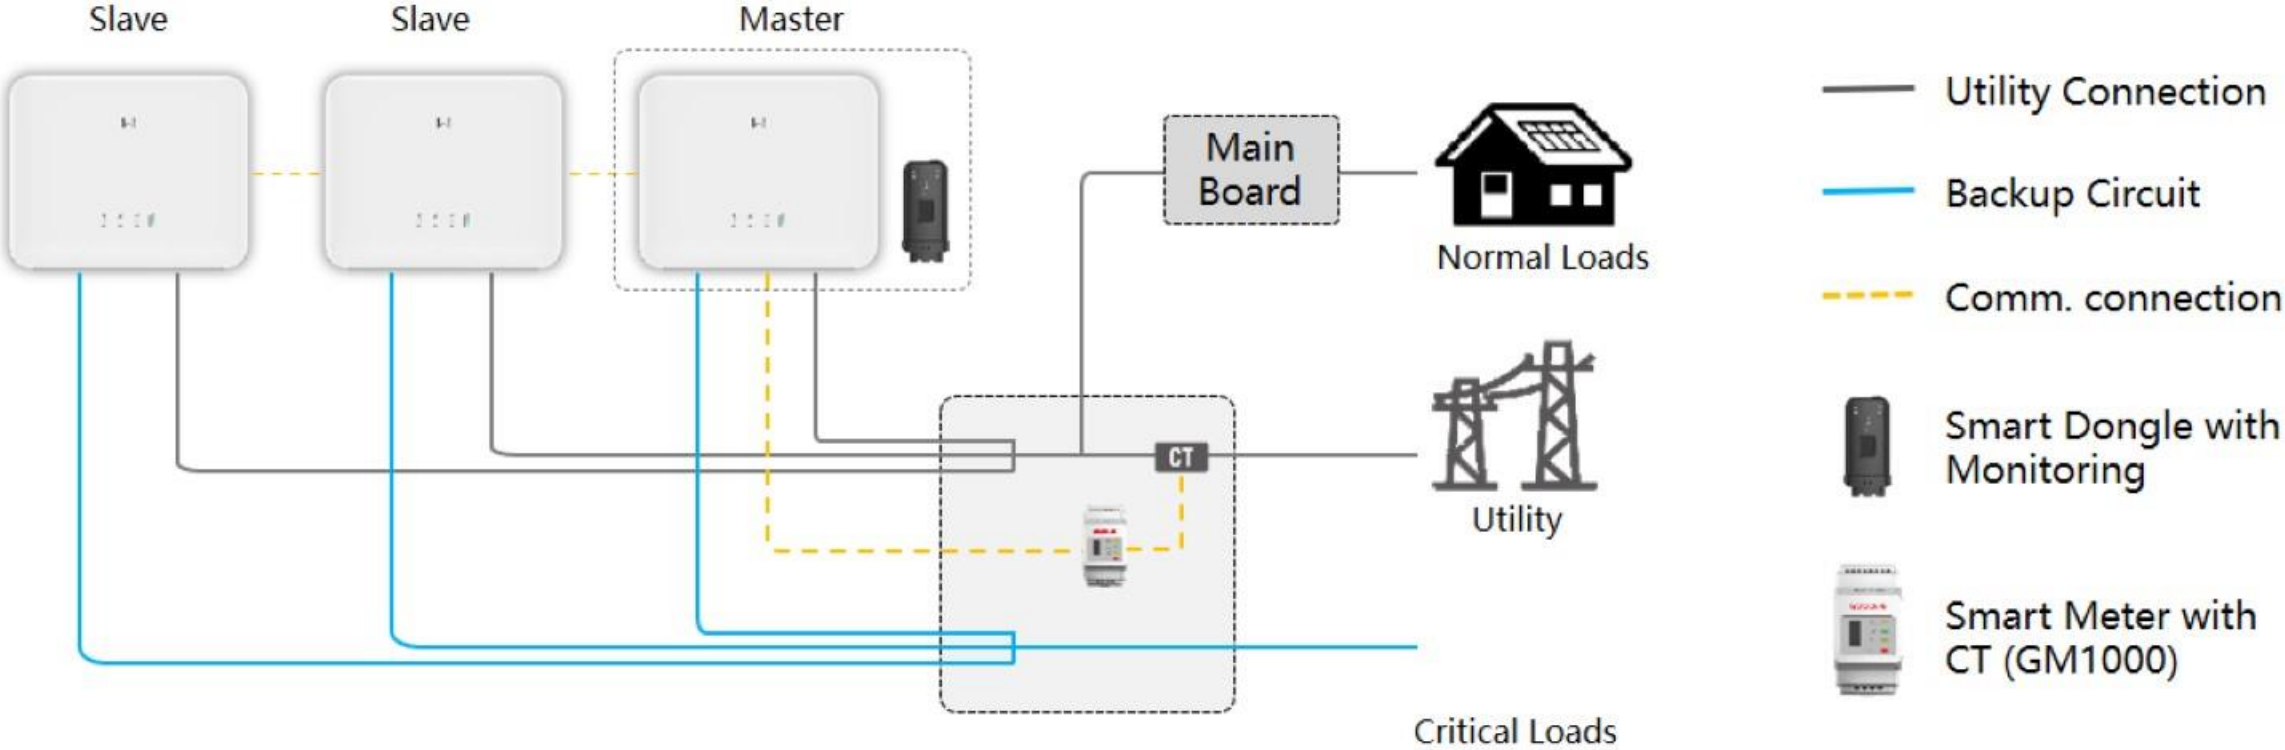 Slave
Slave
Master
Main
Board
Normal Loads
CT
Utility
Critical Loads
Utility Connection
Backup Circuit
Comm. connection
Smart Dongle with
Monitoring
Smart Meter with
CT (GM1000)